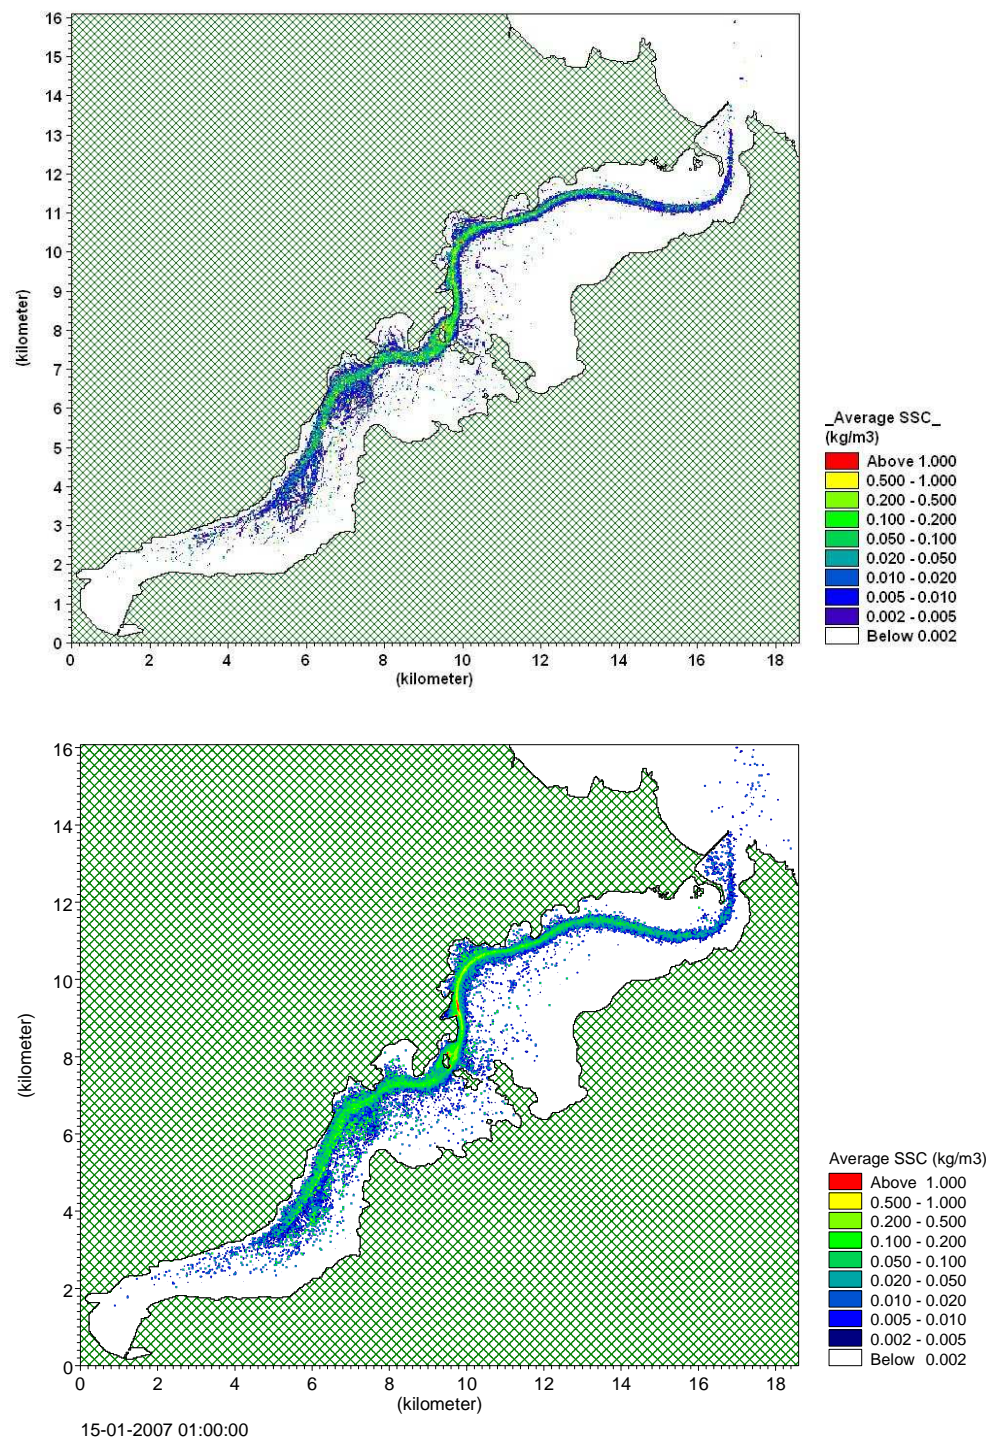 16
15
14
13
12
11
10
9
8
7
6
5
4
3
2
1
0
(kilometer)
0 2 4 6 8 10 12 14 16 18
(kilometer)
_Average SSC_
(kg/m3)
Above 1.000
0.500 - 1.000
0.200 - 0.500
0.100 - 0.200
0.050 - 0.100
0.020 - 0.050
0.010 - 0.020
0.005 - 0.010
0.002 - 0.005
Below 0.002
16
14
12
10
8
6
4
2
0
(kilometer)
0 2 4 6 8 10 12 14 16 18
(kilometer)
15-01-2007 01:00:00
Average SSC (kg/m3)
Above 1.000
0.500 - 1.000
0.200 - 0.500
0.100 - 0.200
0.050 - 0.100
0.020 - 0.050
0.010 - 0.020
0.005 - 0.010
0.002 - 0.005
Below 0.002